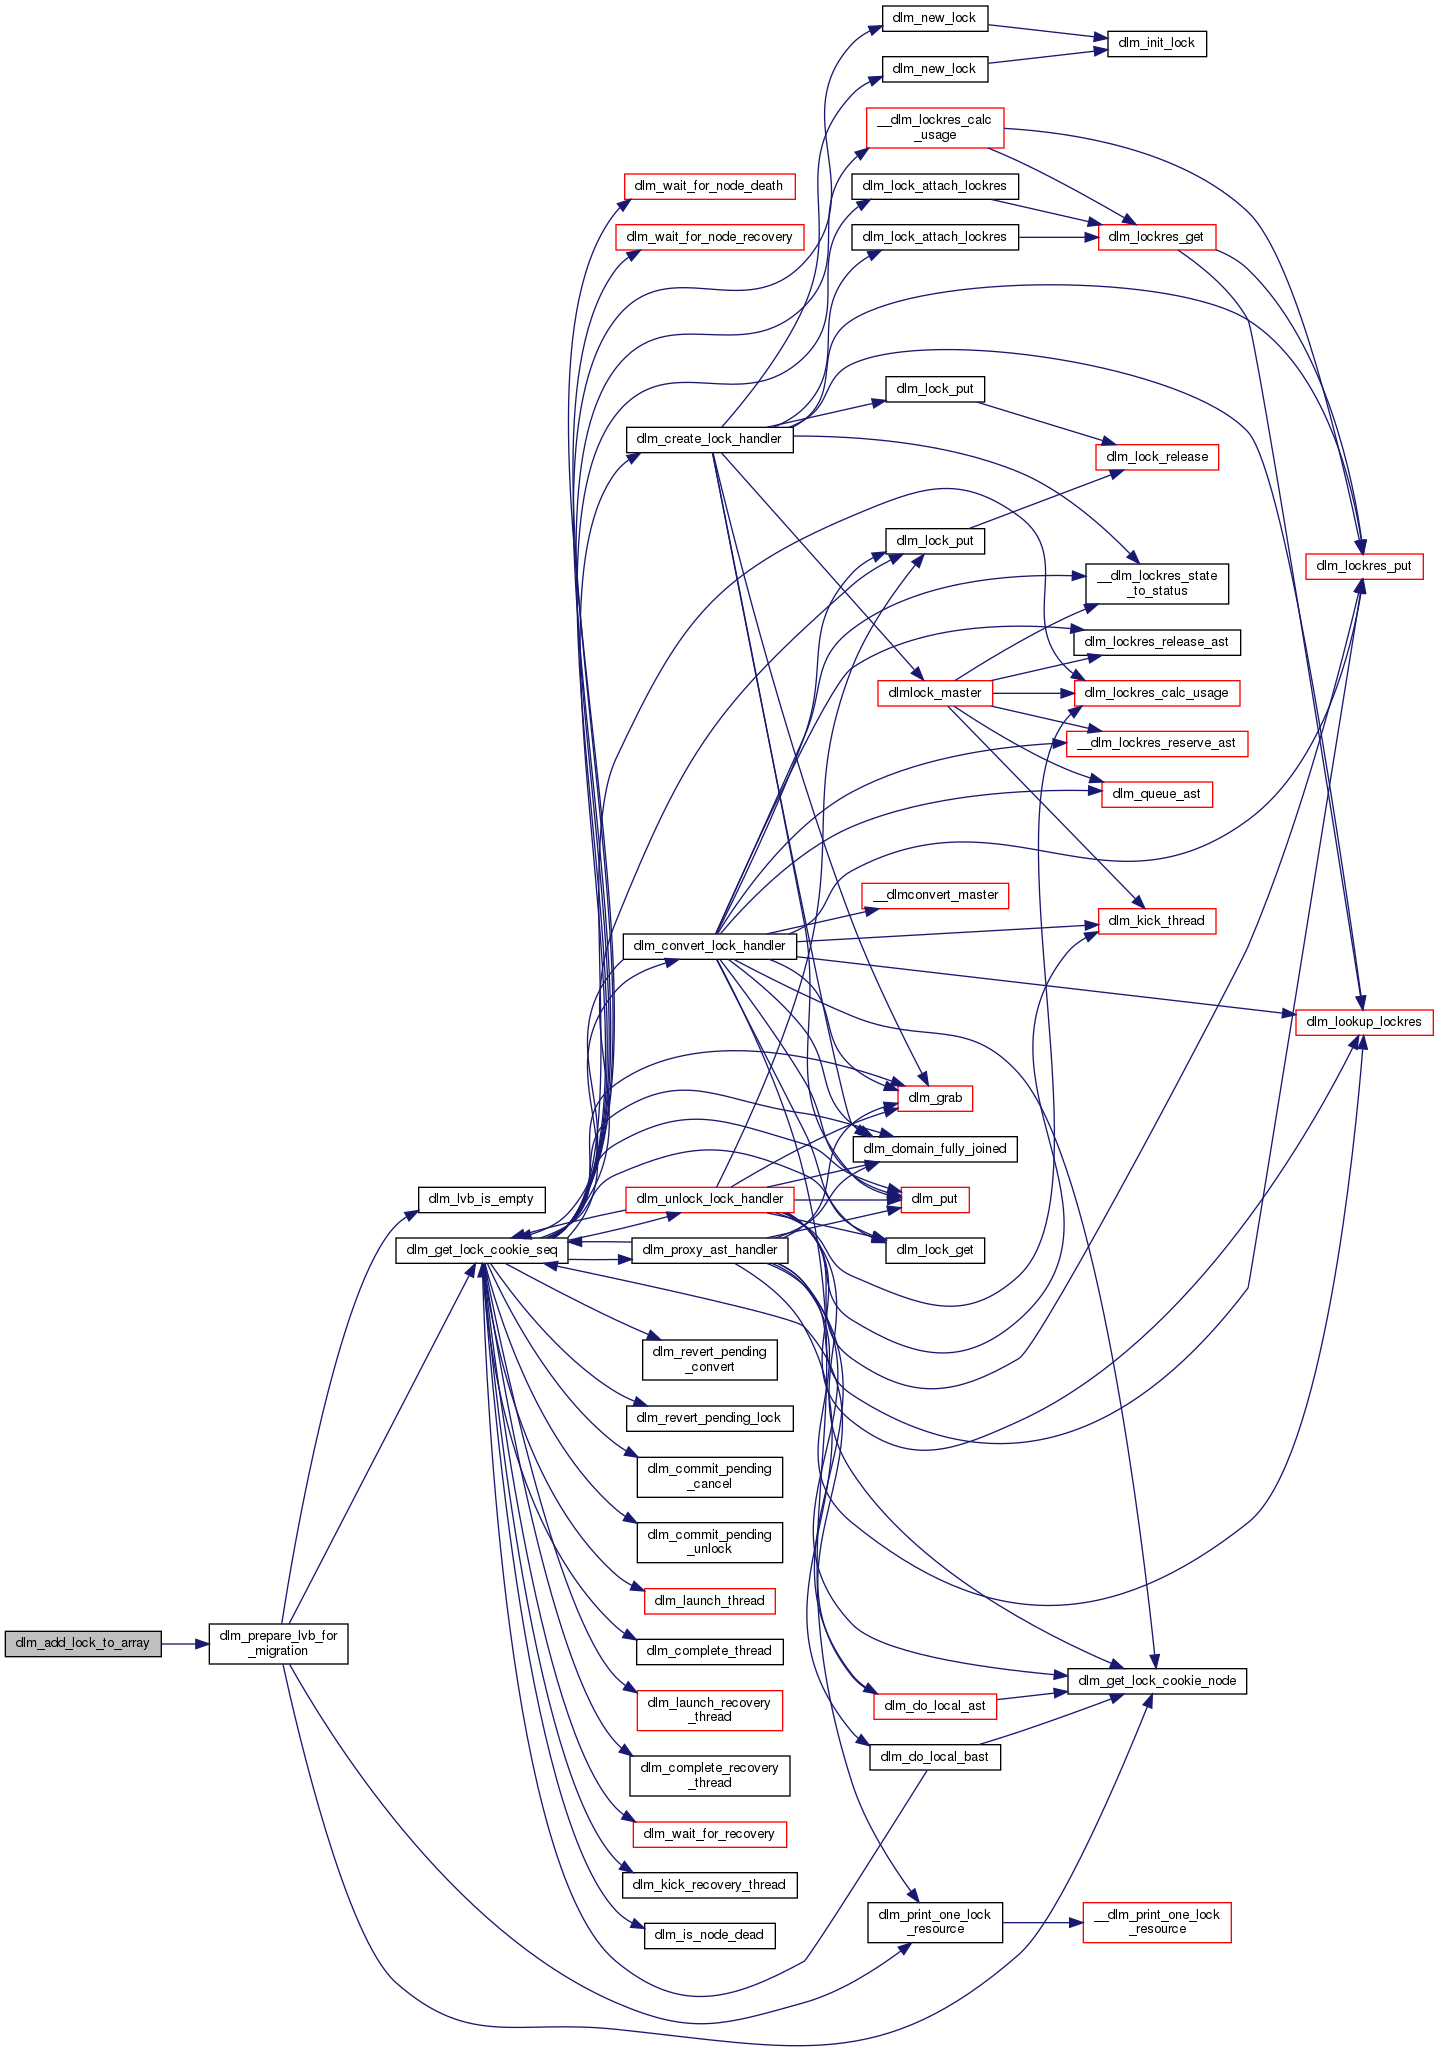 dlm_new_lock
dlm_init_lock
dlm_new_lock
__dlm_lockres_calc
_usage
dlm_wait_for_node_death
dlm_lock_attach_lockres
dlm_wait_for_node_recovery
dlm_lock_attach_lockres
dlm_lockres_get
dlm_lock_put
dlm_create_lock_handler
dlm_lock_release
dlm_lock_put
dlm_lockres_put
__dlm_lockres_state
_to_status
dlm_lockres_release_ast
dlmlock_master
dlm_lockres_calc_usage
__dlm_lockres_reserve_ast
dlm_queue_ast
__dlmconvert_master
dlm_kick_thread
dlm_convert_lock_handler
dlm_lookup_lockres
dlm_grab
dlm_domain_fully_joined
dlm_lvb_is_empty
dlm_unlock_lock_handler
dlm_put
dlm_get_lock_cookie_seq
dlm_proxy_ast_handler
dlm_lock_get
dlm_revert_pending
_convert
dlm_revert_pending_lock
dlm_commit_pending
_cancel
dlm_commit_pending
_unlock
dlm_launch_thread
dlm_add_lock_to_array
dlm_prepare_lvb_for
_migration
dlm_complete_thread
dlm_get_lock_cookie_node
dlm_launch_recovery
_thread
dlm_do_local_ast
dlm_do_local_bast
dlm_complete_recovery
_thread
dlm_wait_for_recovery
dlm_kick_recovery_thread
dlm_print_one_lock
_resource
__dlm_print_one_lock
_resource
dlm_is_node_dead